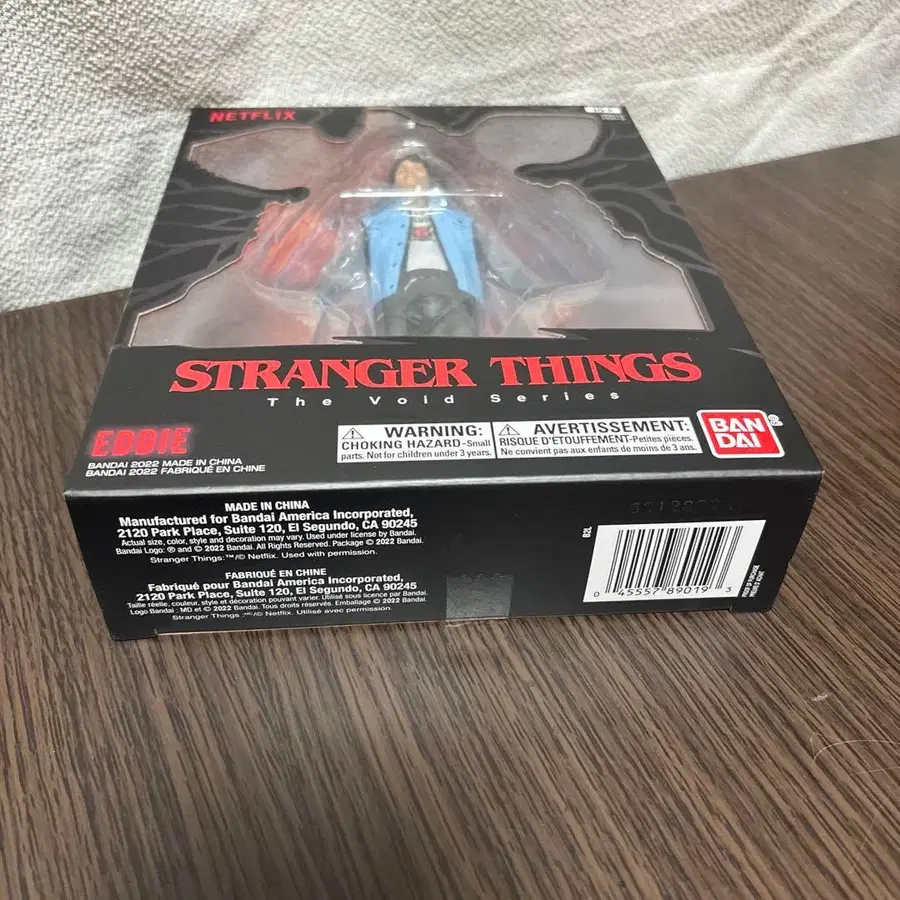 NETFLIX
STRANGER THINGS
The Void Series
EDDIE
BANDAI 2022 MADE IN CHINA
BANDAI 2022 FABRIQUÉ EN CHINE
WARNING:
CHOKING HAZARD-Small
parts. Not for children under 3 years.
AVERTISSEMENT:
RISQUE D'ETOUFFEMENT-Petites pièces.
Ne convient pas aux enfants de moins de 3 ans.
BAN
DAI
MADE IN CHINA
Manufactured for Bandai America Incorporated,
2120 Park Place, Suite 120, El Segundo, CA 90245
Actual size, color, style and decoration may vary. Used under license by Bandai.
Bandai Logo: ® and © 2022 Bandai. All Rights Reserved. Package © 2022 Bandai.
Stranger Things:™/© Netflix. Used with permission.
FABRIQUÉ EN CHINE
Fabriqué pour Bandai America Incorporated,
2120 Park Place, Suite 120, El Segundo, CA 90245
Taille réelle, couleur, style et décoration pouvant varier. Utilisé sous licence par Bandai.
Logo Bandai : MD et © 2022 Bandai. Tous droits réservés. Emballage © 2022 Bandai.
Stranger Things Netflix. Utilisé avec permission.
B2L
0 45557 89019 3